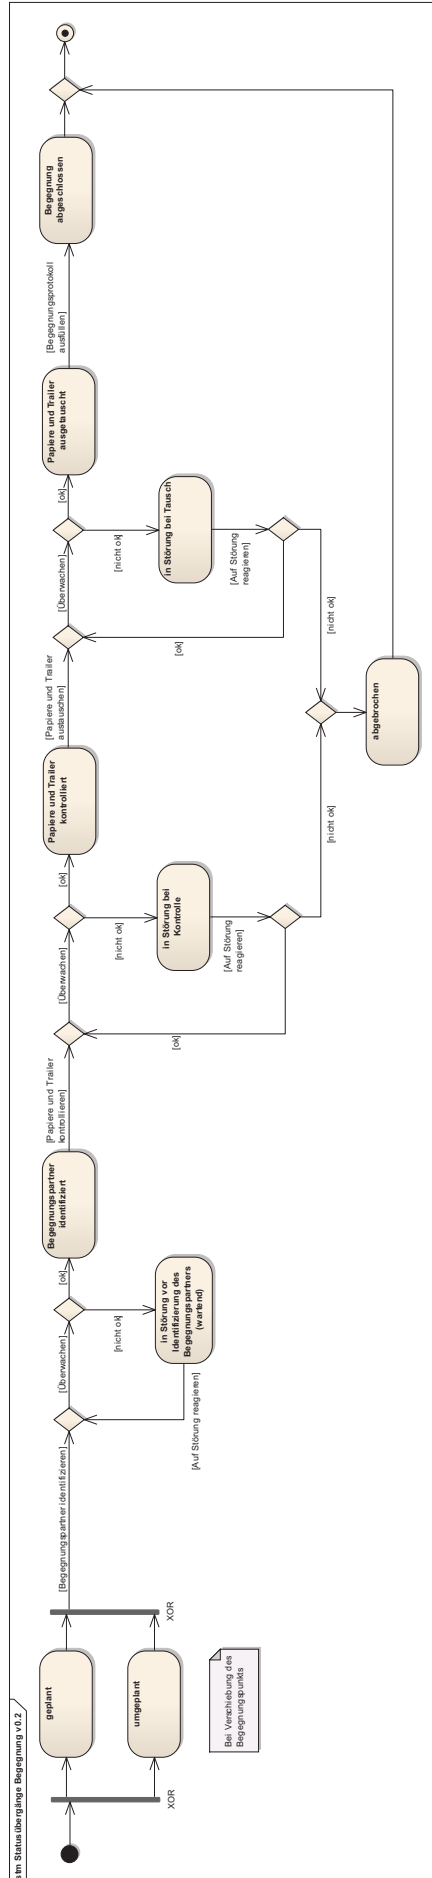 stm Statusübergänge Begegnung v0.2
XOR
geplant
umgeplant
Bei Verschiebung des
Begegnungspunkts
XOR
[Begegnungspartner identifizieren]
[Überwachen]
[ok]
[nicht ok]
in Störung vor
Identifizierung des
Begegnungspartners
(wartend)
[Auf Störung reagieren]
Begegnungspartner
identifiziert
[Papiere und Trailer
kontrollieren]
[Überwachen]
[ok]
[nicht ok]
in Störung bei
Kontrolle
[Auf Störung
reagieren]
[ok]
[nicht ok]
Papiere und Trailer
kontrolliert
[Papiere und Trailer
austauschen]
[Überwachen]
[ok]
[nicht ok]
in Störung bei Tausch
[Auf Störung
reagieren]
[ok]
[nicht ok]
abgebrochen
Papiere und Trailer
ausgetauscht
[Begegnungsprotokoll
ausfüllen]
Begegnung
abgeschlossen